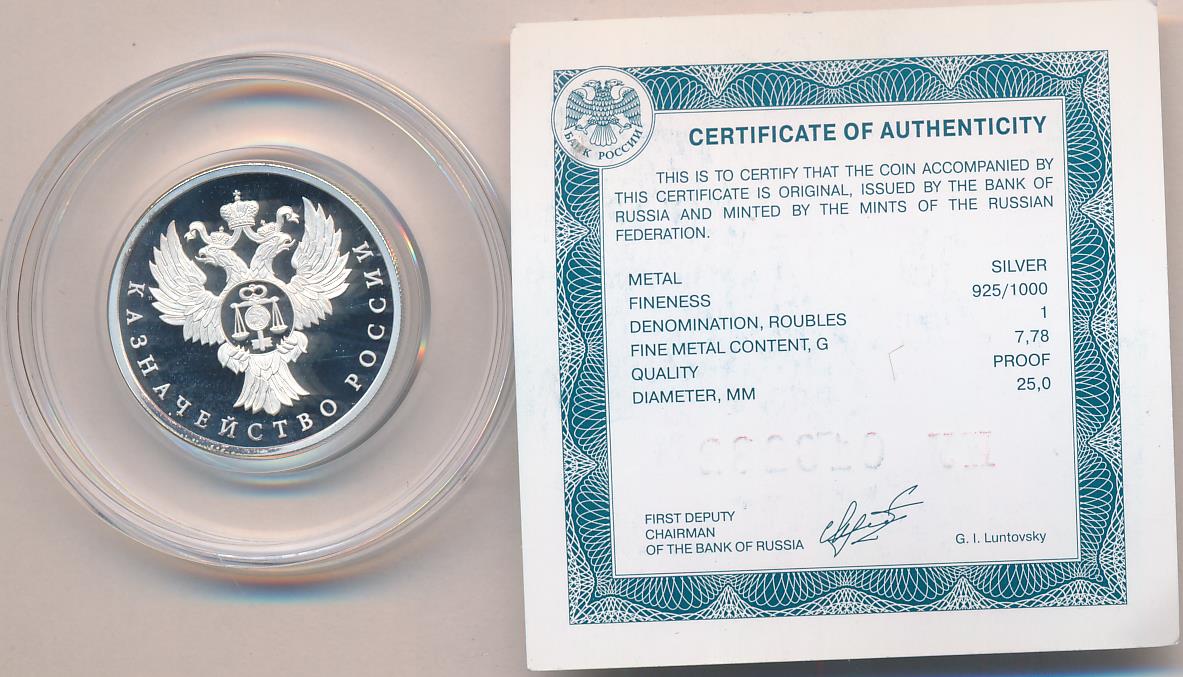 КАЗНАЧЕЙСТВО РОССИИ
БАНК РОССИИ
CERTIFICATE OF AUTHENTICITY
THIS IS TO CERTIFY THAT THE COIN ACCOMPANIED BY
THIS CERTIFICATE IS ORIGINAL, ISSUED BY THE BANK OF
RUSSIA AND MINTED BY THE MINTS OF THE RUSSIAN
FEDERATION.
METAL SILVER
FINENESS 925/1000
DENOMINATION, ROUBLES 1
FINE METAL CONTENT, G 7,78
QUALITY PROOF
DIAMETER, MM 25,0
FIRST DEPUTY
CHAIRMAN
OF THE BANK OF RUSSIA
G. I. Luntovsky